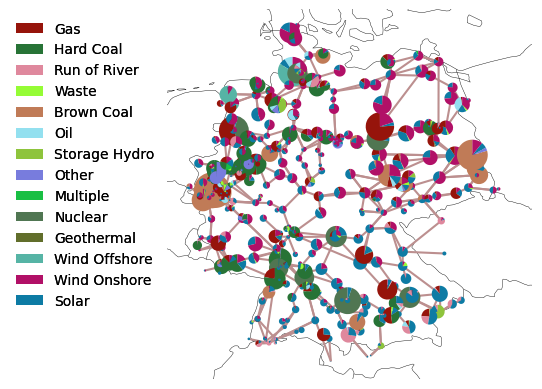 Gas
Hard Coal
Run of River
Waste
Brown Coal
Oil
Storage Hydro
Other
Multiple
Nuclear
Geothermal
Wind Offshore
Wind Onshore
Solar